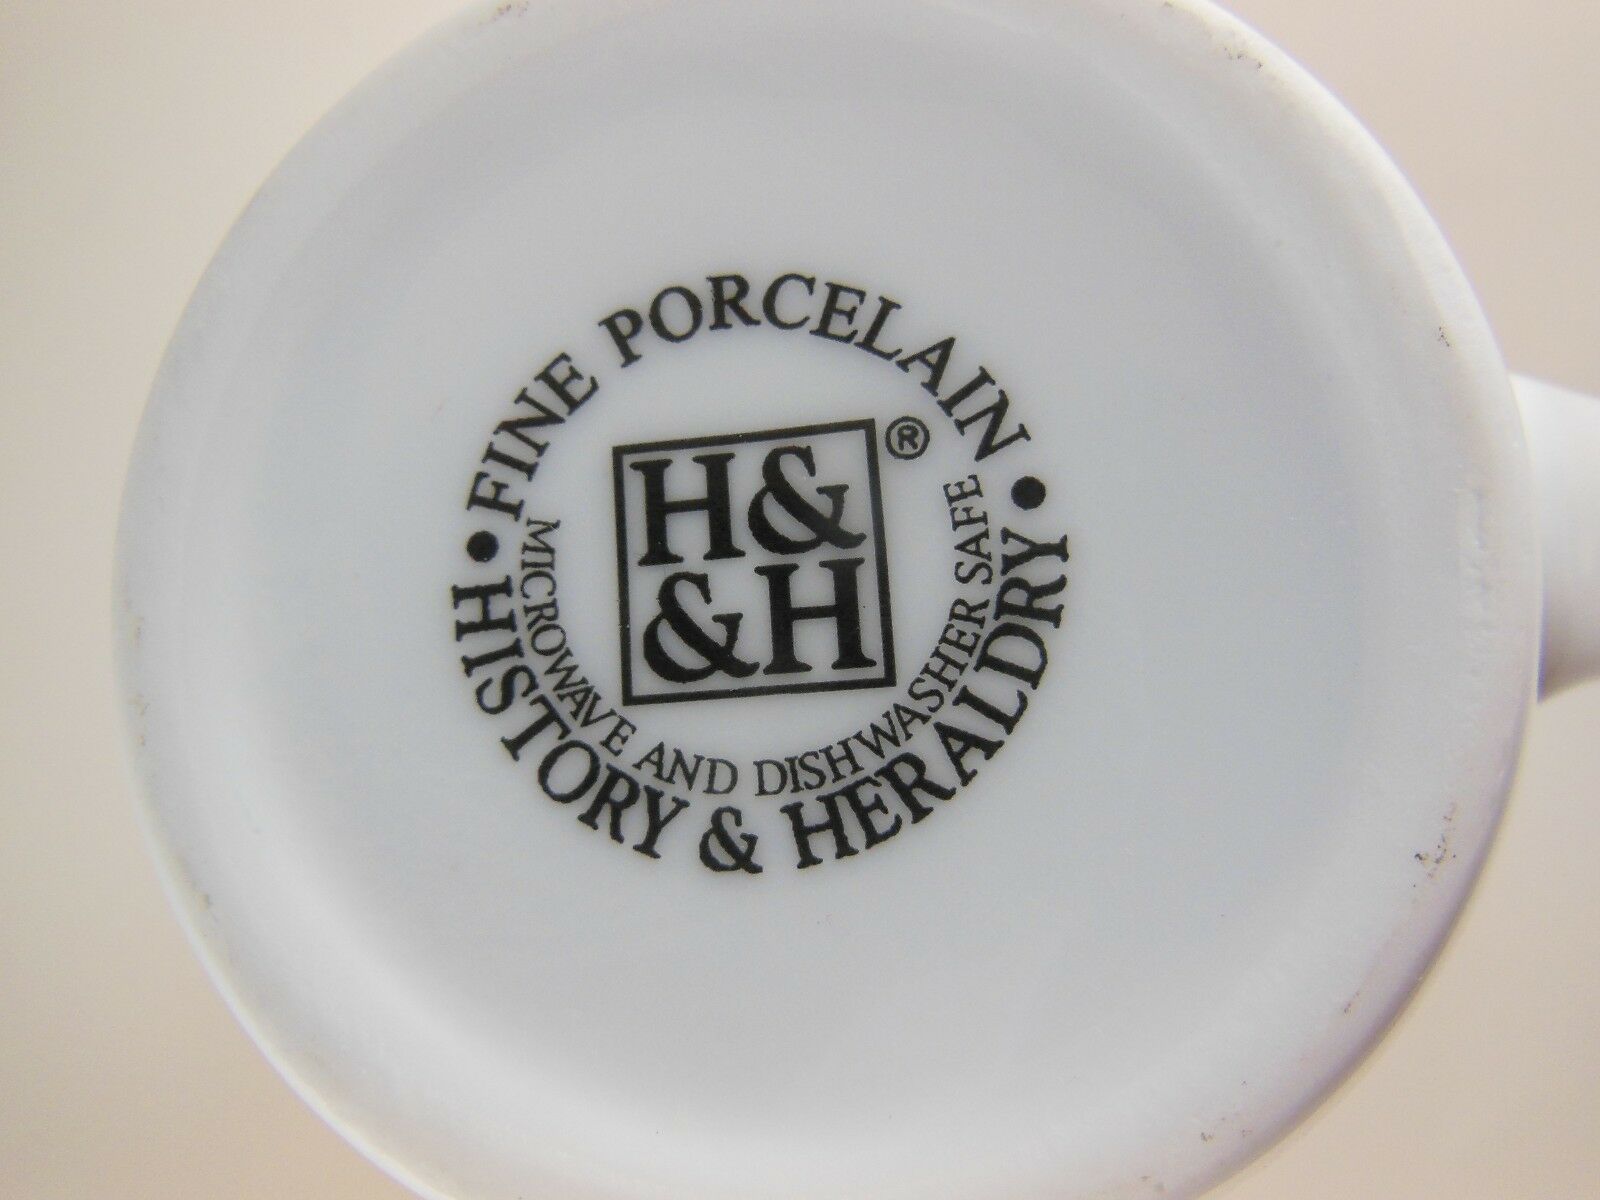 • FINE PORCELAIN •
H&
&H
®
MICROWAVE AND DISHWASHER SAFE
HISTORY & HERALDRY